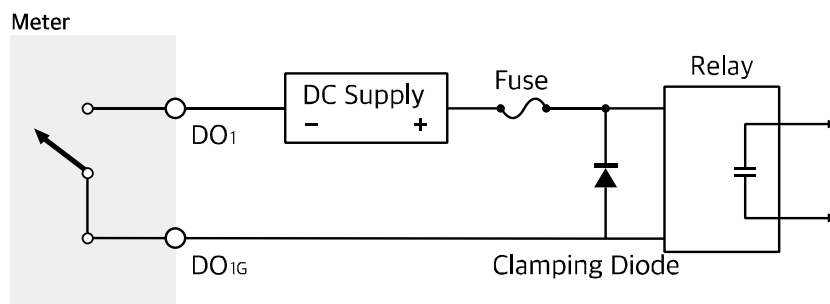 Meter
DC Supply
− +
Fuse
Relay
DO1
DO1G
Clamping Diode